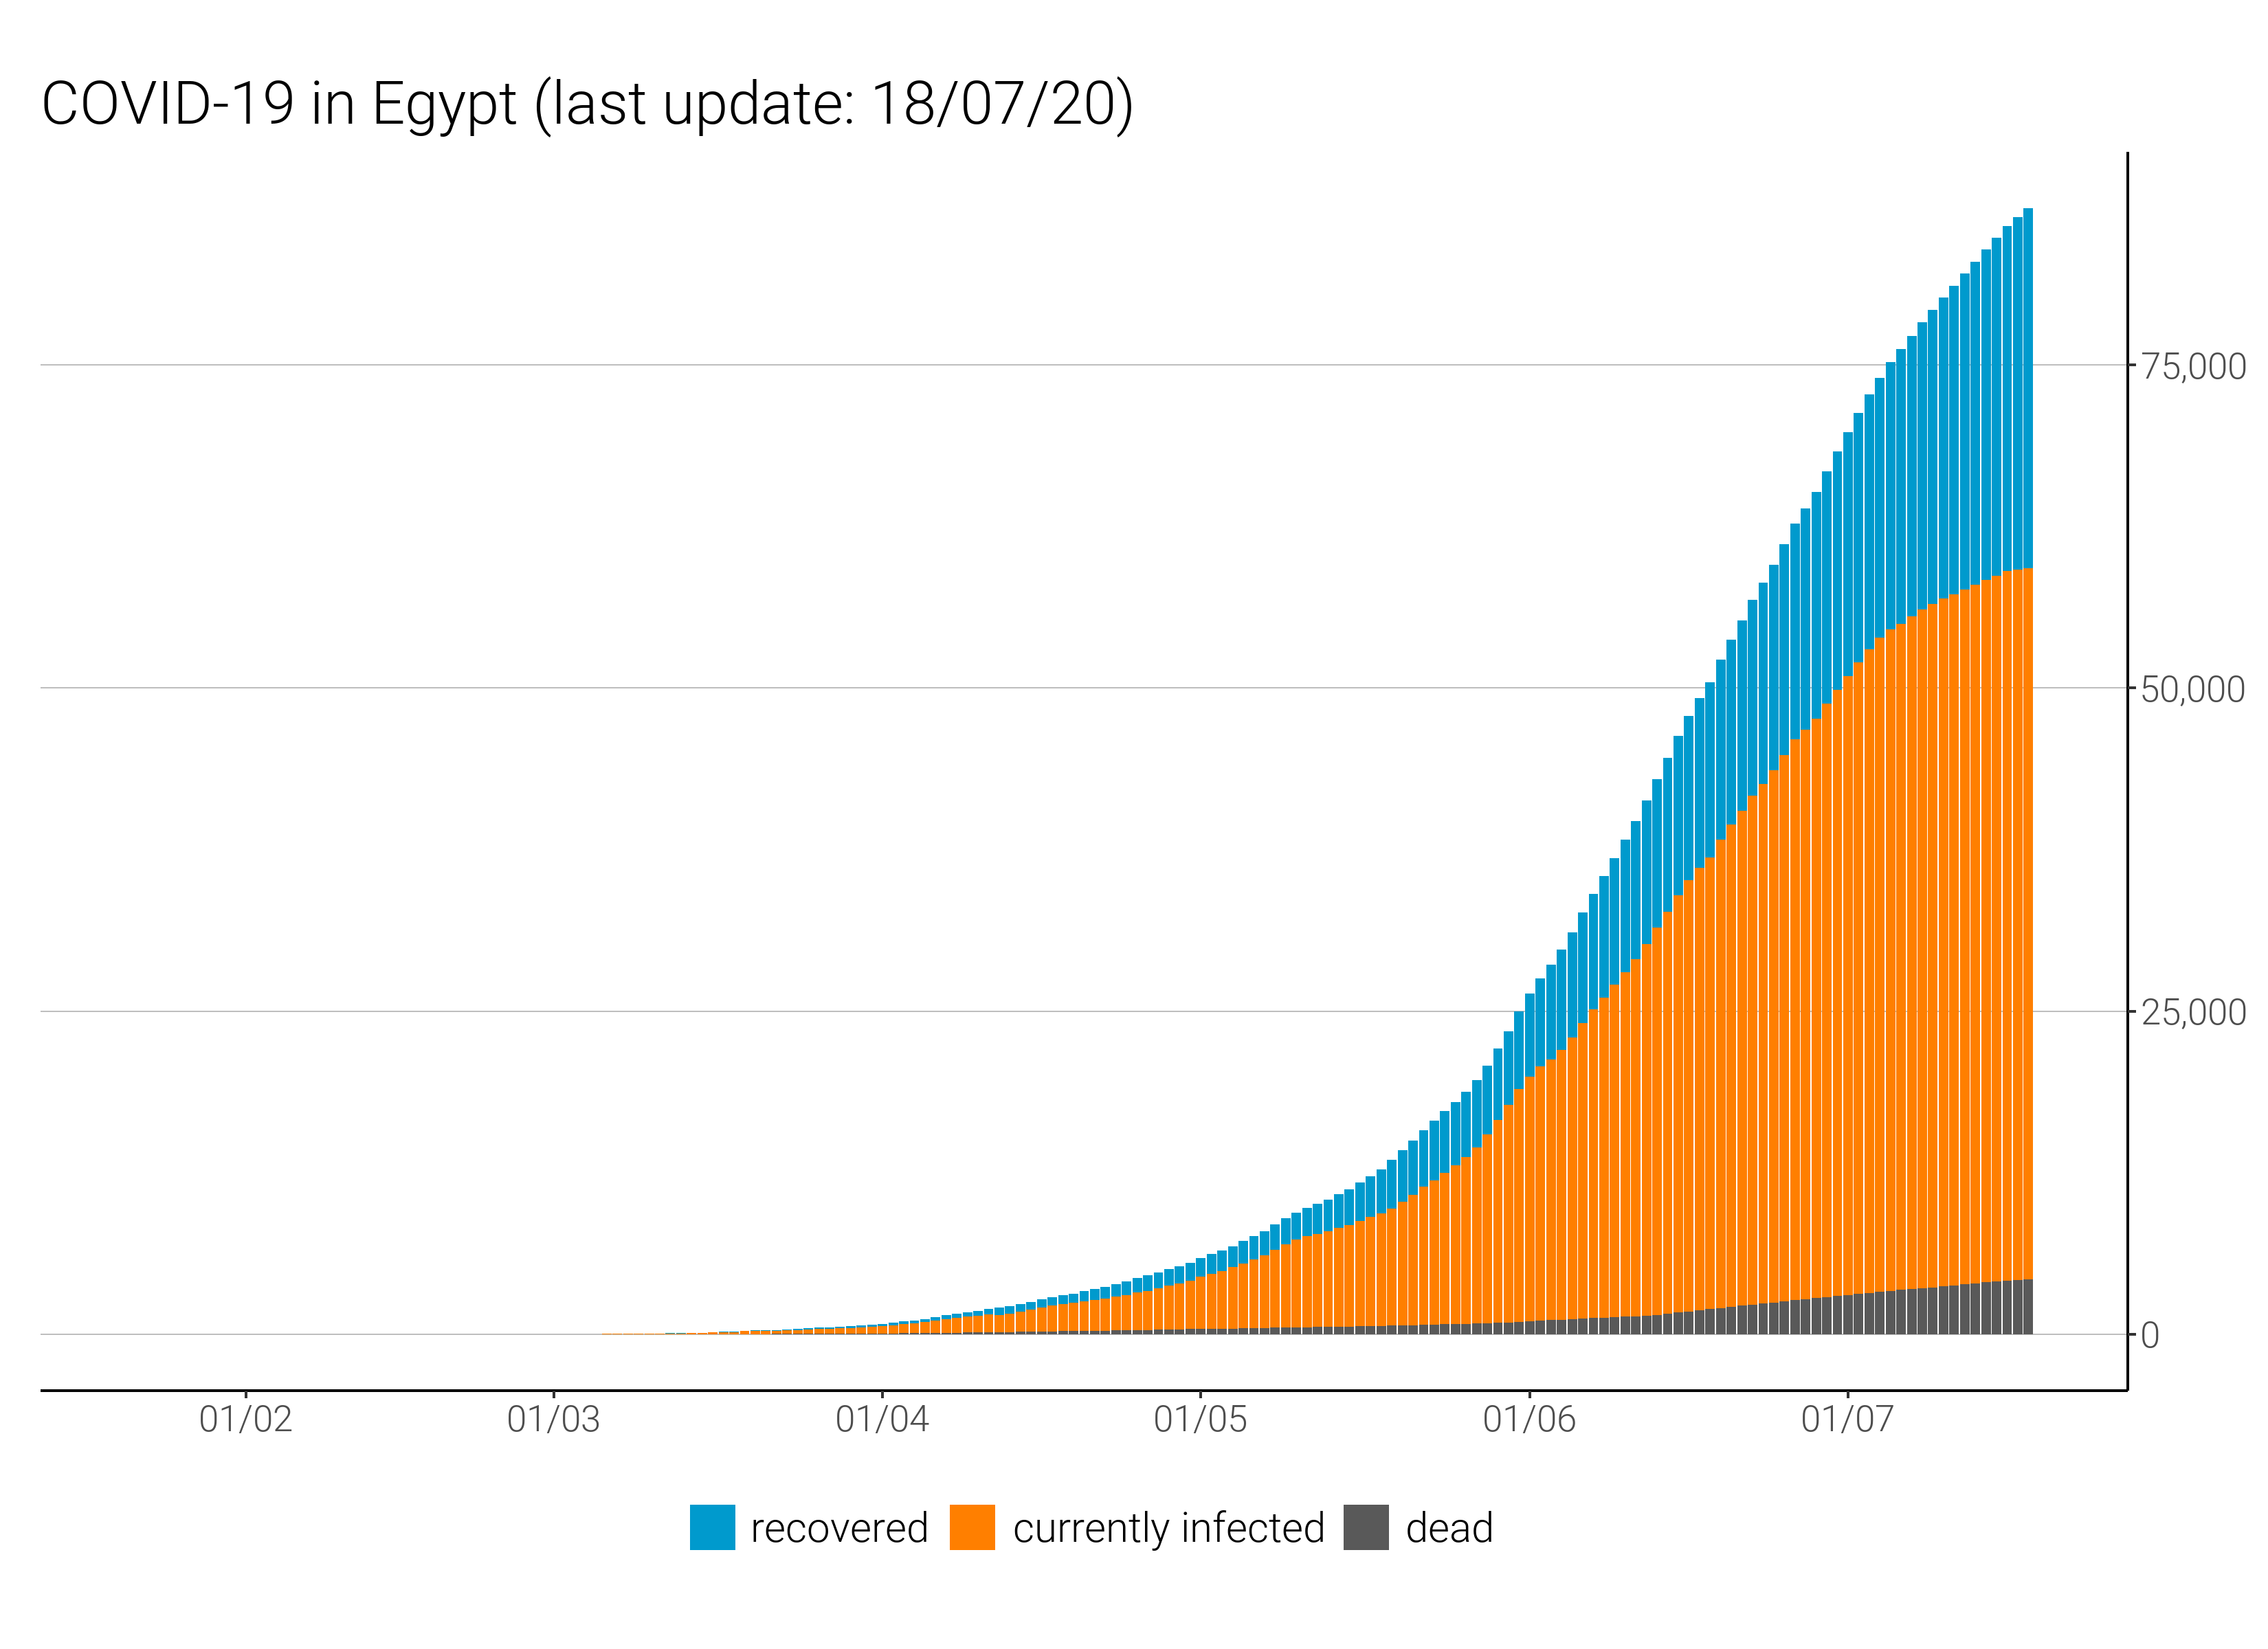 COVID-19 in Egypt (last update: 18/07/20)
75,000
50,000
25,000
0
01/02 01/03 01/04 01/05 01/06 01/07
recovered currently infected dead